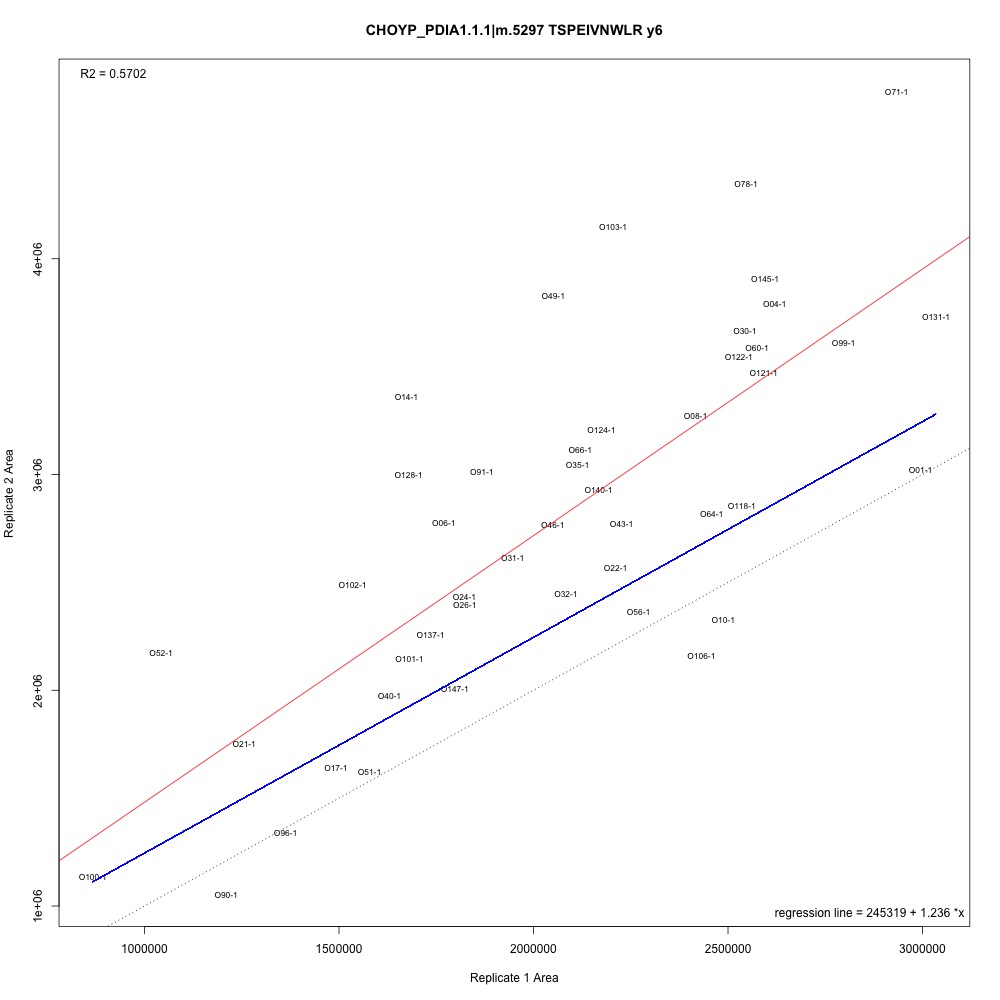 CHOYP_PDIA1.1.1|m.5297 TSPEIVNWLR y6
R2 = 0.5702
O71-1
O78-1
O103-1
O145-1
O49-1
O04-1
O131-1
O30-1
O99-1
O60-1
O122-1
O121-1
O14-1
O08-1
O124-1
O66-1
O35-1
O91-1
O128-1
O01-1
O140-1
O118-1
O64-1
O06-1
O46-1
O43-1
O31-1
O22-1
O102-1
O32-1
O24-1
O26-1
O56-1
O10-1
O137-1
O52-1
O101-1
O106-1
O147-1
O40-1
O21-1
O17-1
O51-1
O96-1
O100-1
O90-1
regression line = 245319 + 1.236 *x
4e+06
3e+06
2e+06
1e+06
Replicate 2 Area
1000000 1500000 2000000 2500000 3000000
Replicate 1 Area